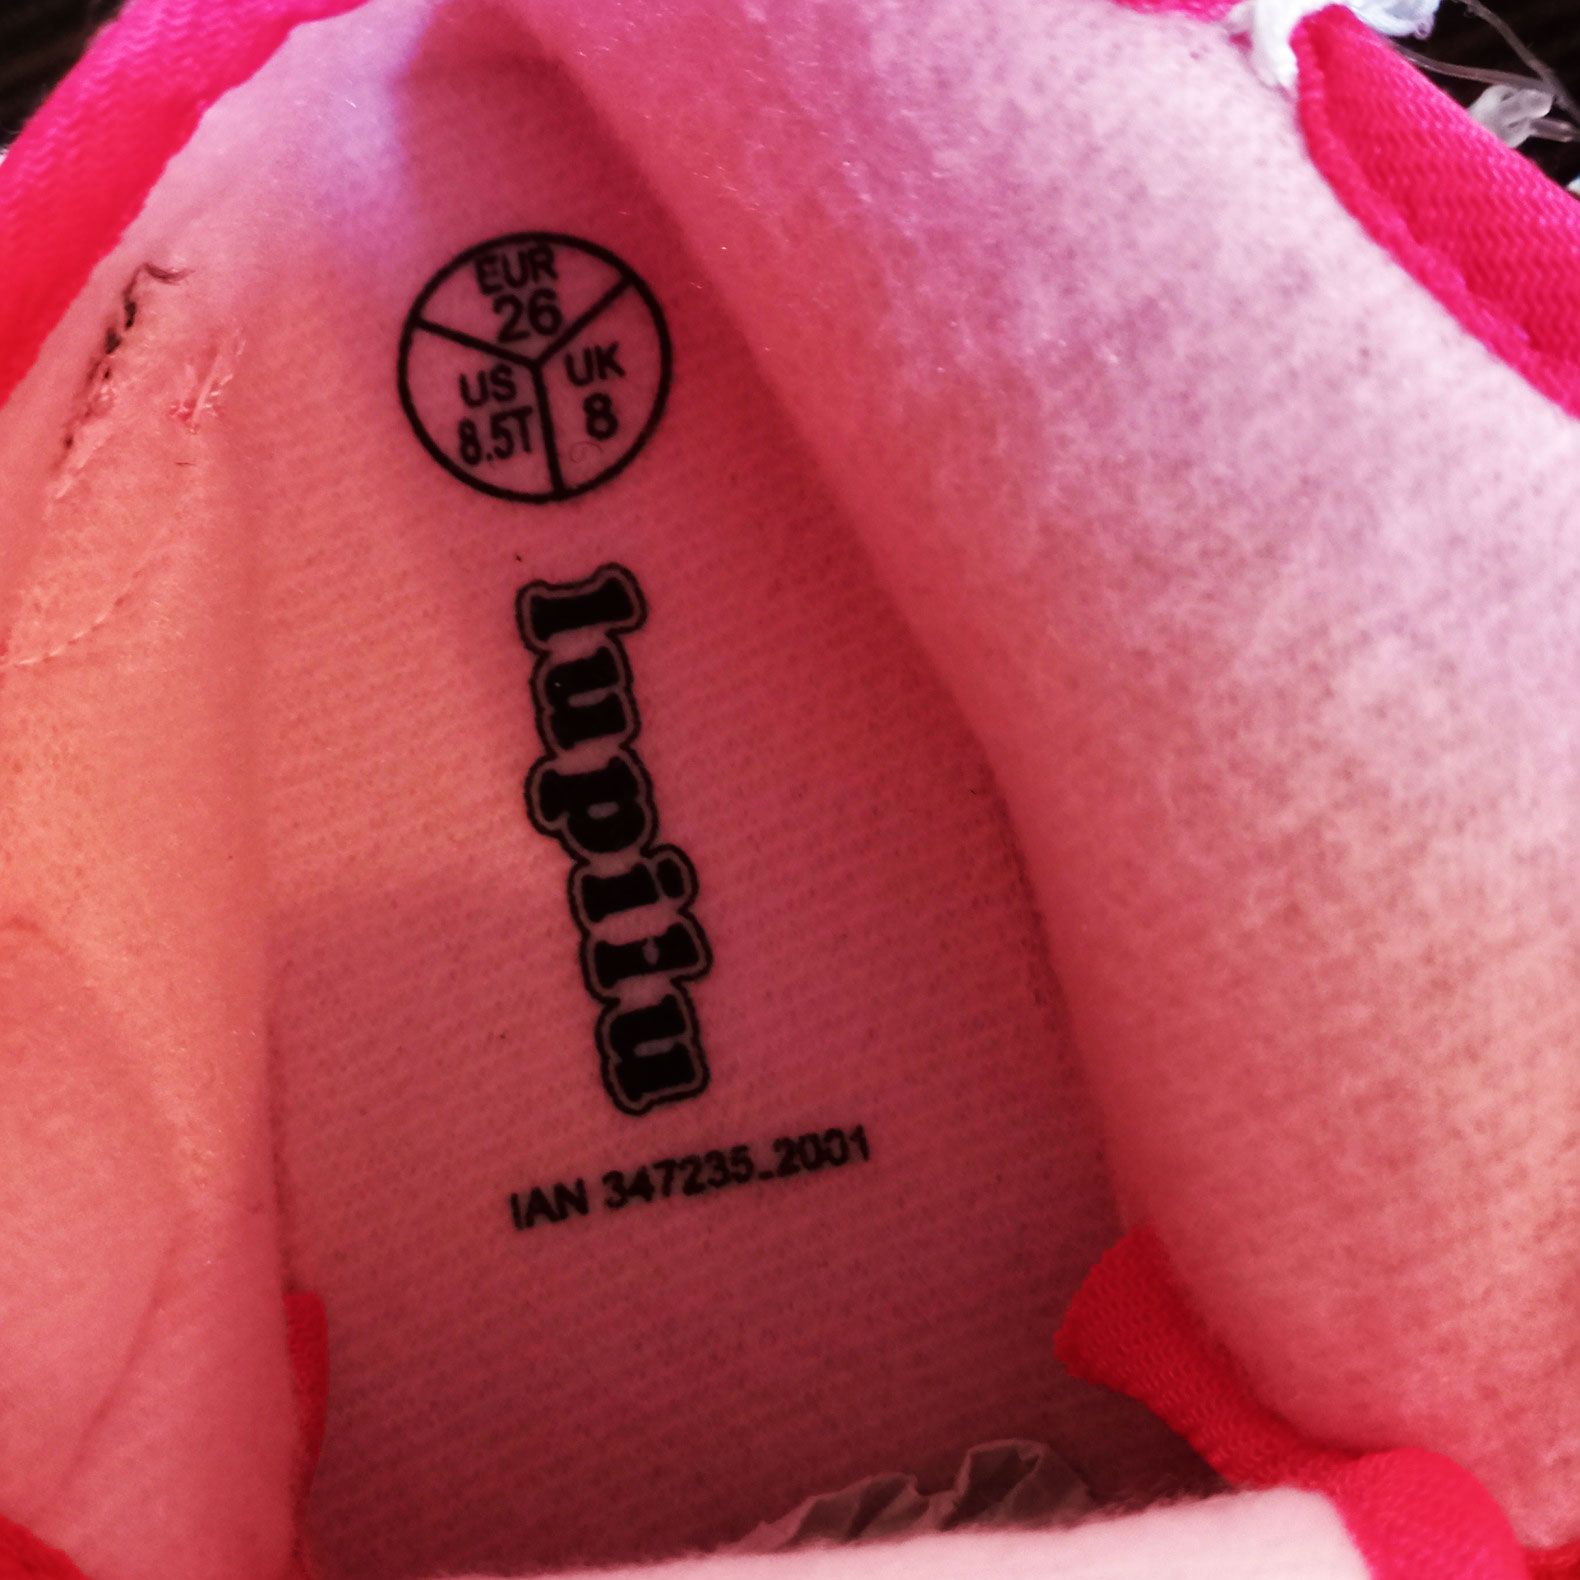 EUR
26
US
8.5T
UK
8
lupilu
IAN 347235_2001